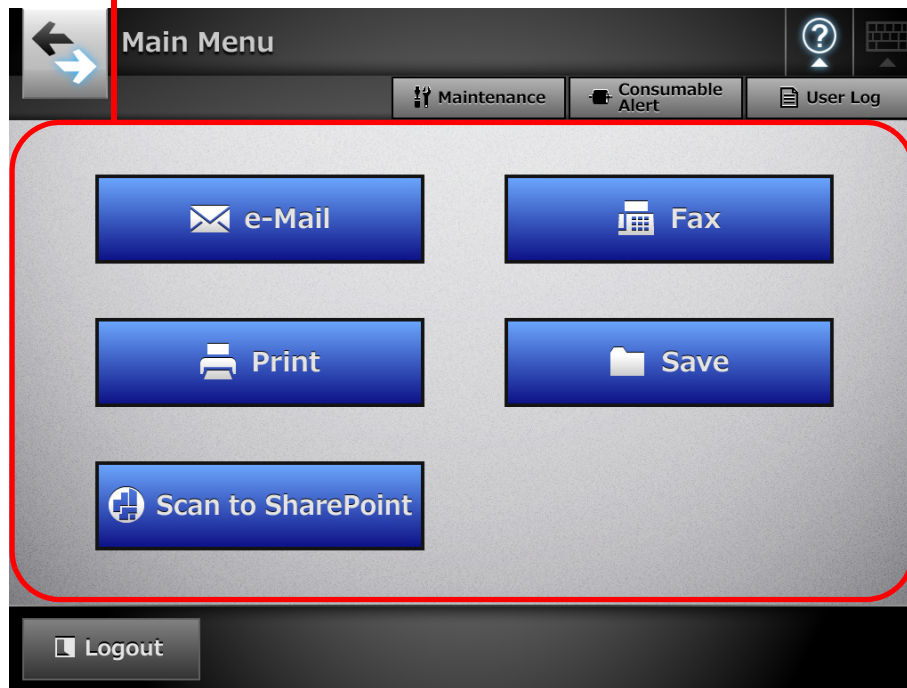 Main Menu
?
Maintenance
Consumable
Alert
User Log
e-Mail
Fax
Print
Save
Scan to SharePoint
Logout